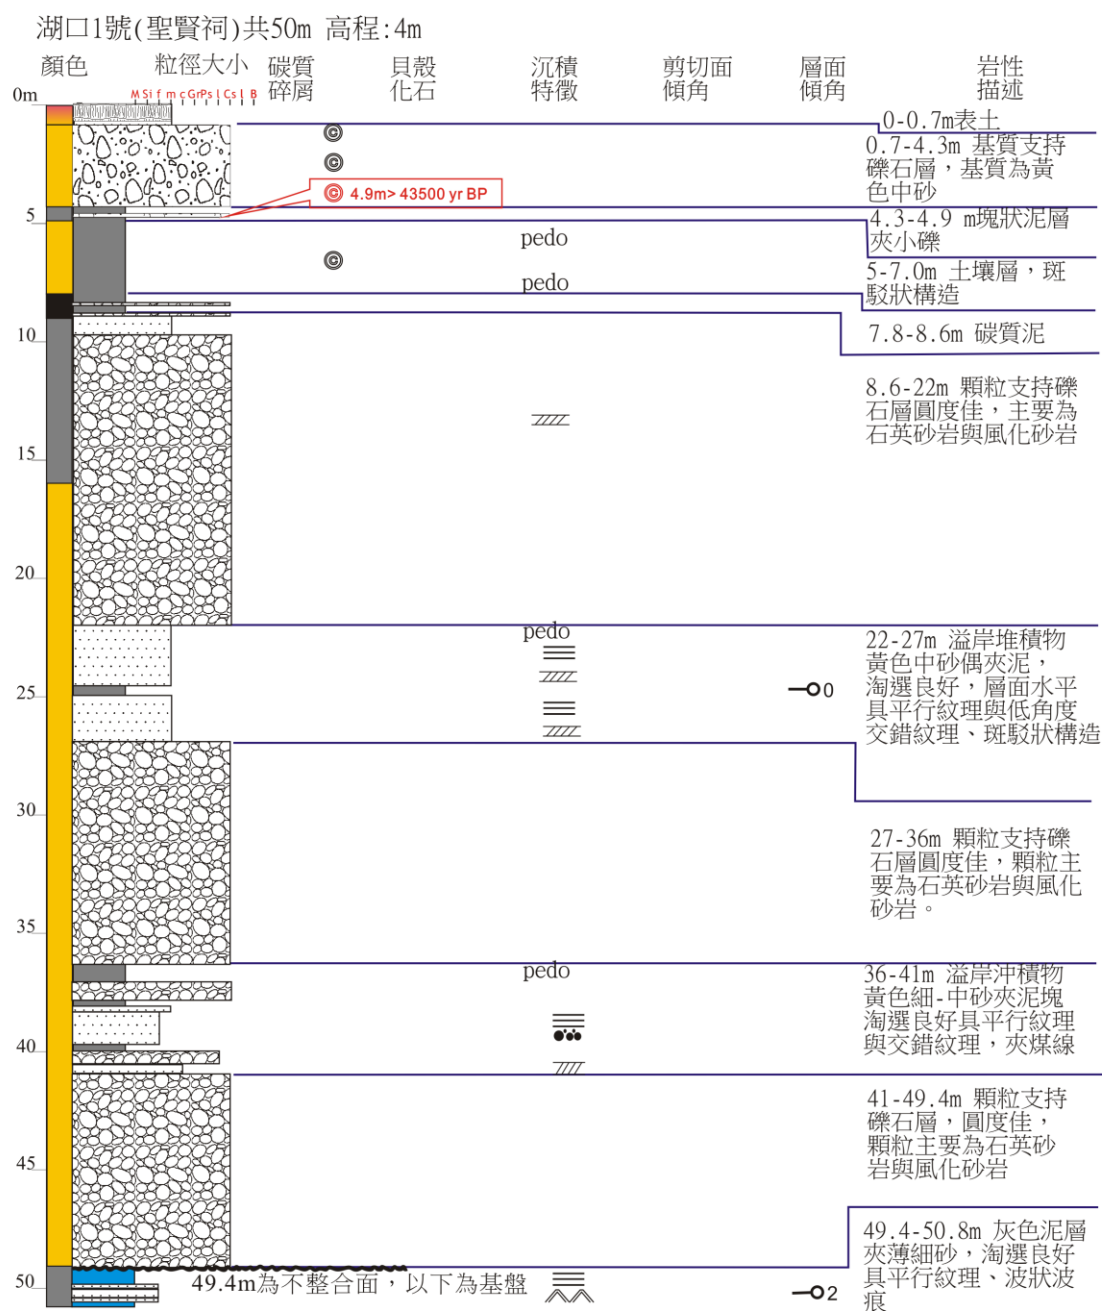 湖口1號(聖賢祠)共50m 高程:4m
顏色
粒徑大小
碳質
碎屑
貝殼
化石
沉積
特徵
剪切面
傾角
層面
傾角
岩性
描述
M Si f m c Gr Ps l Cs l B
0m
5
10
15
20
25
30
35
40
45
50
©
©
© 4.9m> 43500 yr BP
©
pedo
pedo
pedo
pedo
0
2
0-0.7m表土
0.7-4.3m 基質支持
礫石層，基質為黃
色中砂
4.3-4.9 m塊狀泥層
夾小礫
5-7.0m 土壤層，斑
駁狀構造
7.8-8.6m 碳質泥
8.6-22m 顆粒支持礫
石層圓度佳，主要為
石英砂岩與風化砂岩
22-27m 溢岸堆積物
黃色中砂偶夾泥，
淘選良好，層面水平
具平行紋理與低角度
交錯紋理、斑駁狀構造
27-36m 顆粒支持礫
石層圓度佳，顆粒主
要為石英砂岩與風化
砂岩。
36-41m 溢岸沖積物
黃色細-中砂夾泥塊
淘選良好具平行紋理
與交錯紋理，夾煤線
41-49.4m 顆粒支持
礫石層，圓度佳，
顆粒主要為石英砂
岩與風化砂岩
49.4-50.8m 灰色泥層
夾薄細砂，淘選良好
具平行紋理、波狀波
痕
49.4m為不整合面，以下為基盤